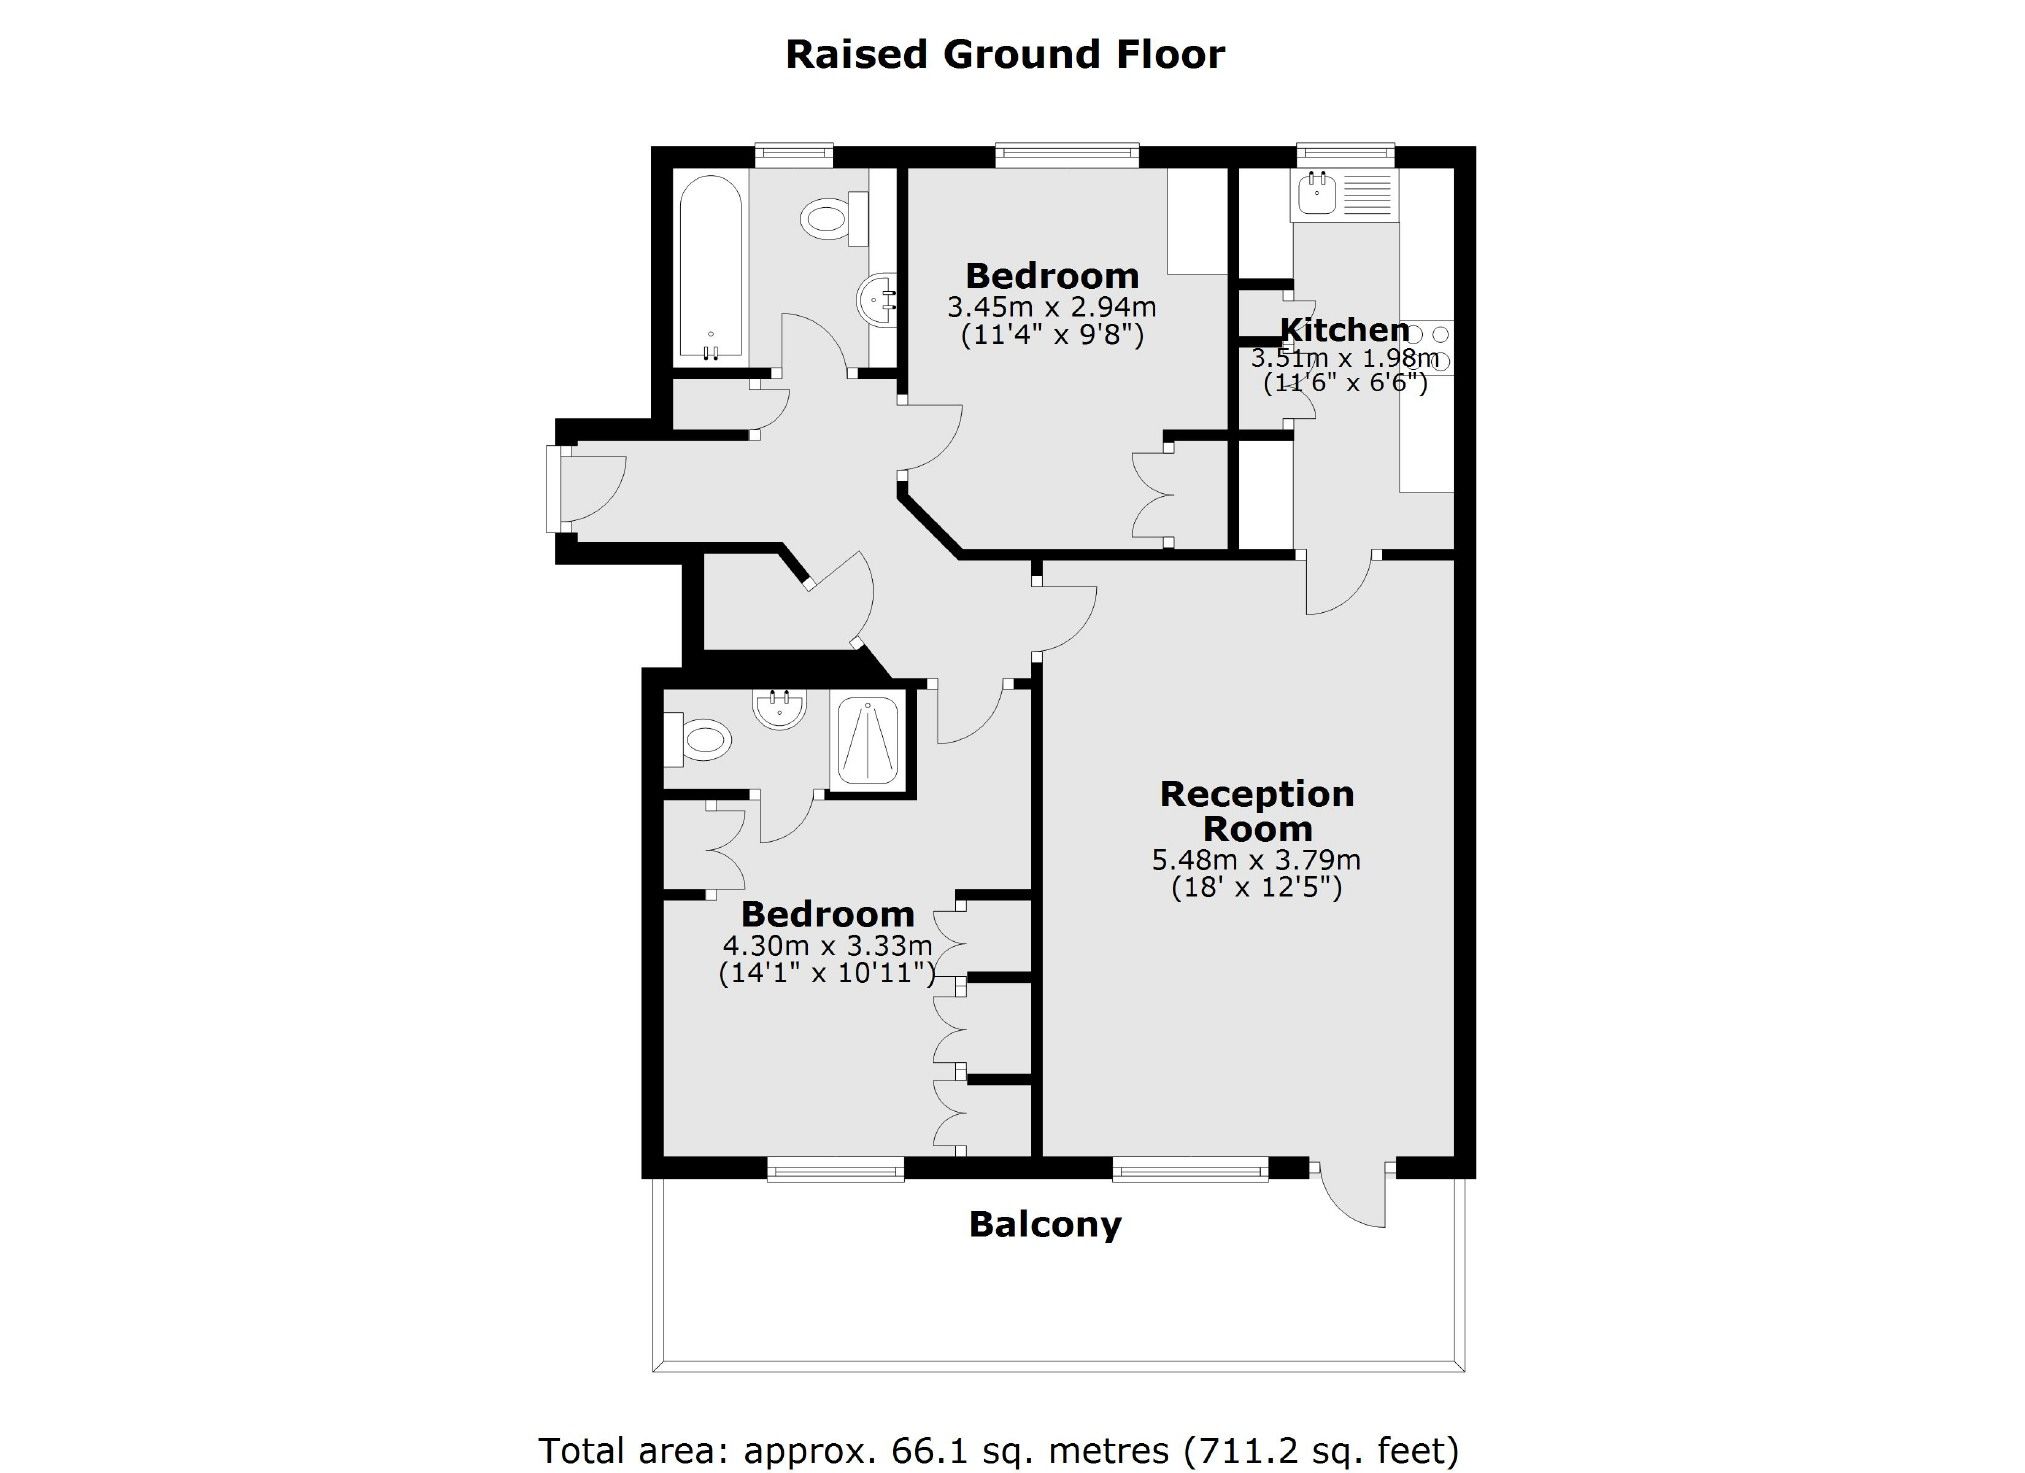 Raised Ground Floor
Bedroom
3.45m x 2.94m
(11'4" x 9'8")
Kitchen
3.51m x 1.98m
(11'6" x 6'6")
Reception
Room
5.48m x 3.79m
(18' x 12'5")
Bedroom
4.30m x 3.33m
(14'1" x 10'11")
Balcony
Total area: approx. 66.1 sq. metres (711.2 sq. feet)